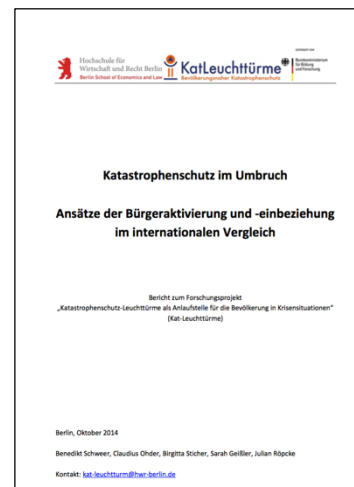 Hochschule für
Wirtschaft und Recht Berlin
Berlin School of Economics and Law
KatLeuchttürme
Bevölkerungsnaher Katastrophenschutz
Bundesministerium
für Bildung
und Forschung
Katastrophenschutz im Umbruch
Ansätze der Bürgeraktivierung und -einbeziehung
im internationalen Vergleich
Bericht zum Forschungsprojekt
„Katastrophenschutz-Leuchttürme als Anlaufstelle für die Bevölkerung in Krisensituationen“
(Kat-Leuchttürme)
Berlin, Oktober 2014
Benedikt Schweer, Claudius Ohder, Birgitta Sticher, Sarah Geißler, Julian Röpcke
Kontakt: kat-leuchtturm@hwr-berlin.de